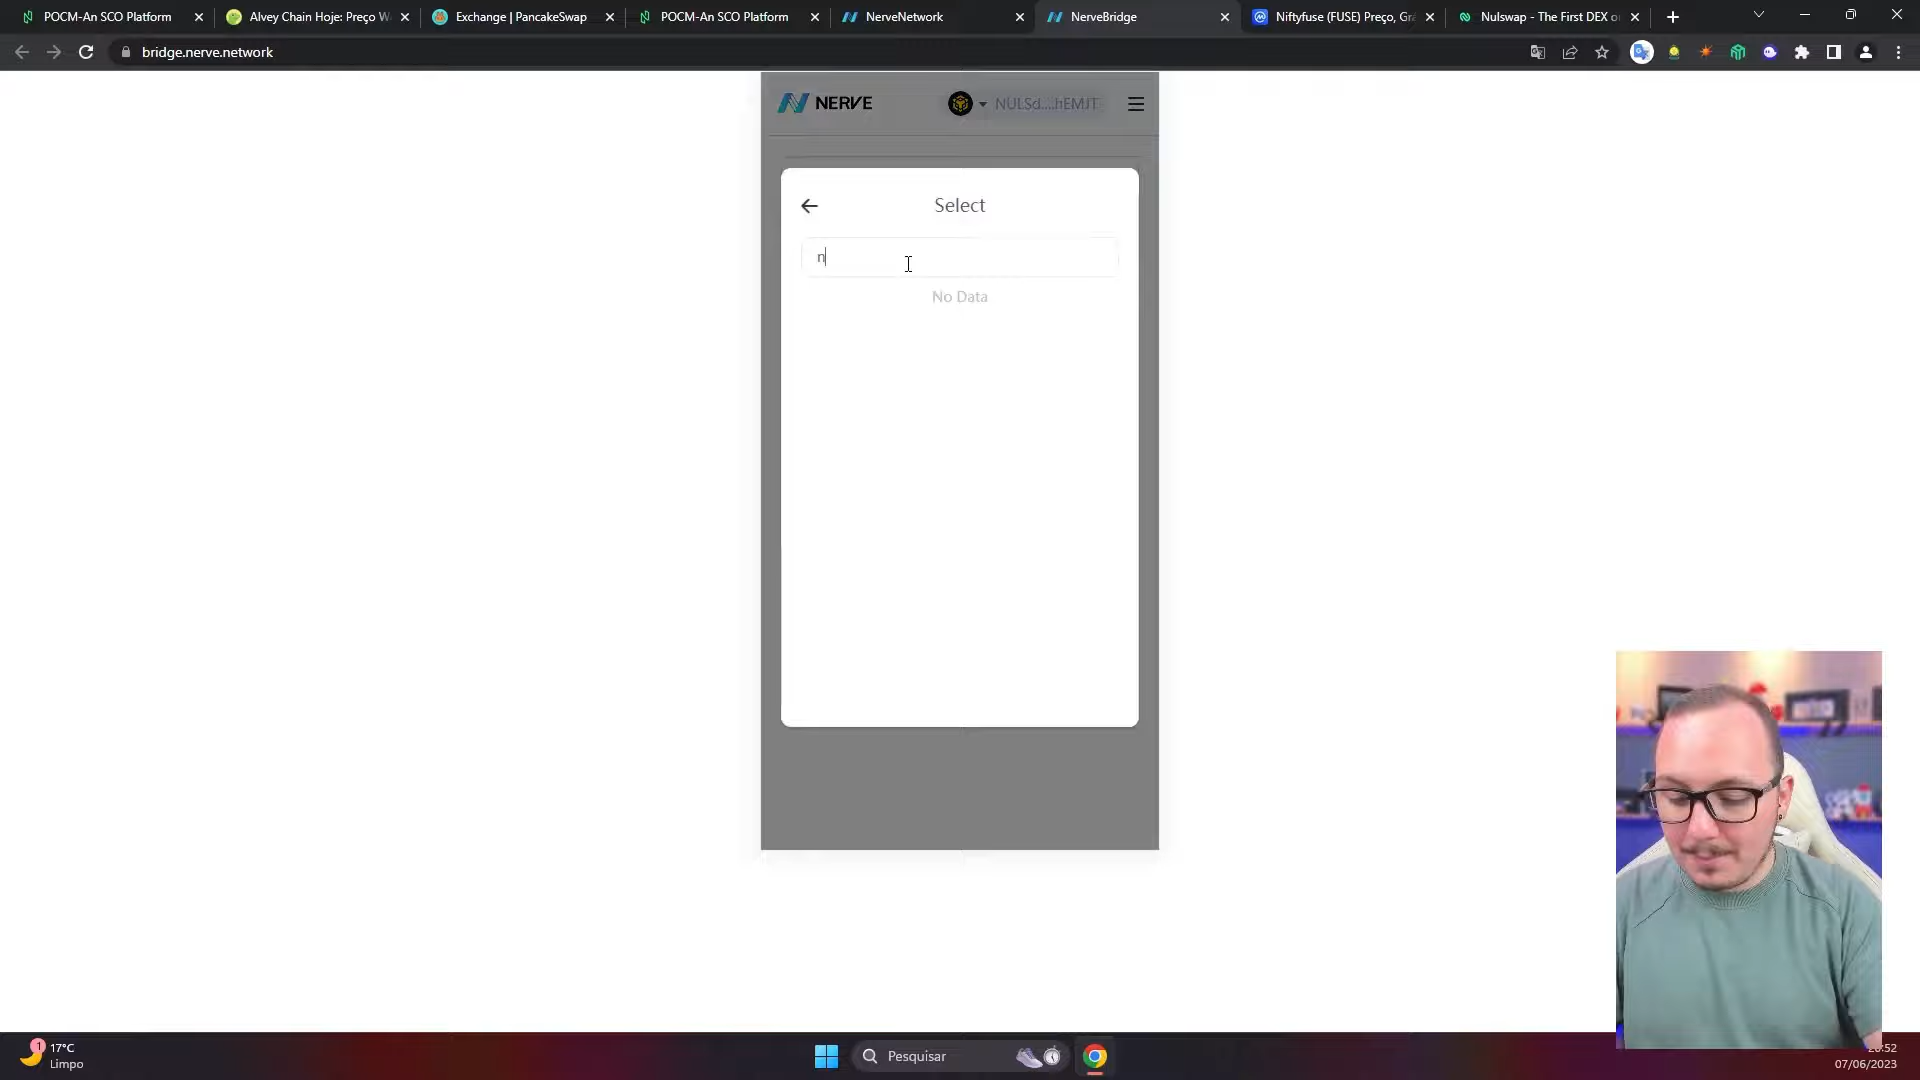 POCM-An SCO Platform
Alvey Chain Hoje: Preço W
Exchange | PancakeSwap
POCM-An SCO Platform
NerveNetwork
NerveBridge
Niftyfuse (FUSE) Preço, Gr
Nulswap - The First DEX o
bridge.nerve.network
NERVE
NULSd....hEMJT
Select
n
No Data
1
17°C
Limpo
Pesquisar
07/06/2023